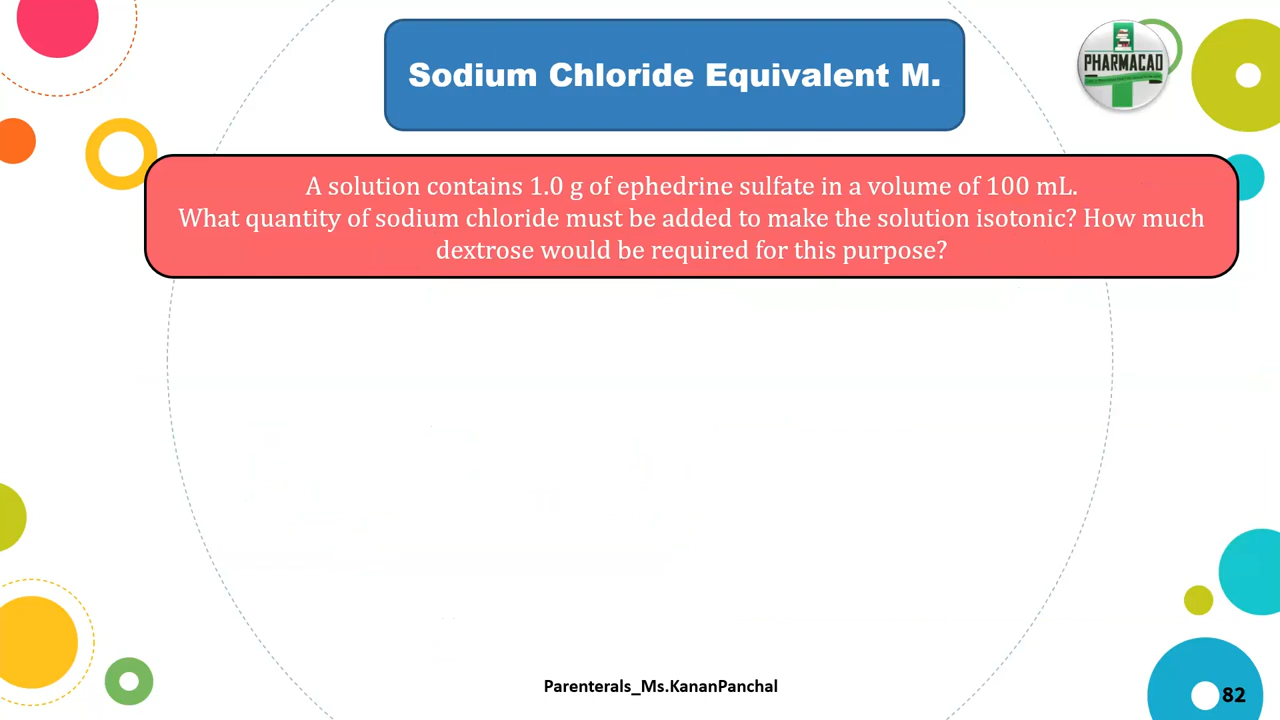 Sodium Chloride Equivalent M.
PHARMACAD
A solution contains 1.0 g of ephedrine sulfate in a volume of 100 mL.
What quantity of sodium chloride must be added to make the solution isotonic? How much
dextrose would be required for this purpose?
Parenterals_Ms.KananPanchal
82